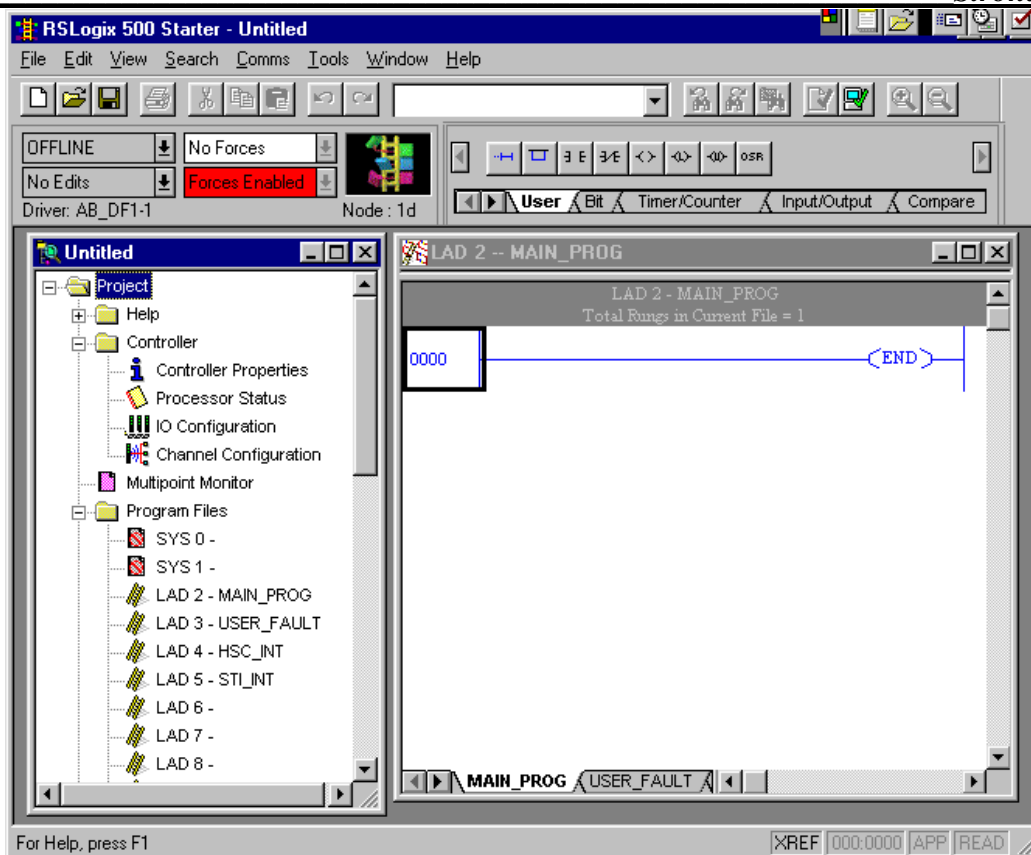 RSLogix 500 Starter - Untitled
File Edit View Search Comms Tools Window Help
OFFLINE No Forces
No Edits Forces Enabled
Driver: AB_DF1-1 Node : 1d
OSR
User Bit Timer/Counter Input/Output Compare
Untitled
Project
Help
Controller
Controller Properties
Processor Status
IO Configuration
Channel Configuration
Multipoint Monitor
Program Files
SYS 0 -
SYS 1 -
LAD 2 - MAIN_PROG
LAD 3 - USER_FAULT
LAD 4 - HSC_INT
LAD 5 - STI_INT
LAD 6 -
LAD 7 -
LAD 8 -
LAD 2 -- MAIN_PROG
LAD 2 - MAIN_PROG
Total Rungs in Current File = 1
0000 END
MAIN_PROG USER_FAULT
For Help, press F1 XREF 000:0000 APP READ